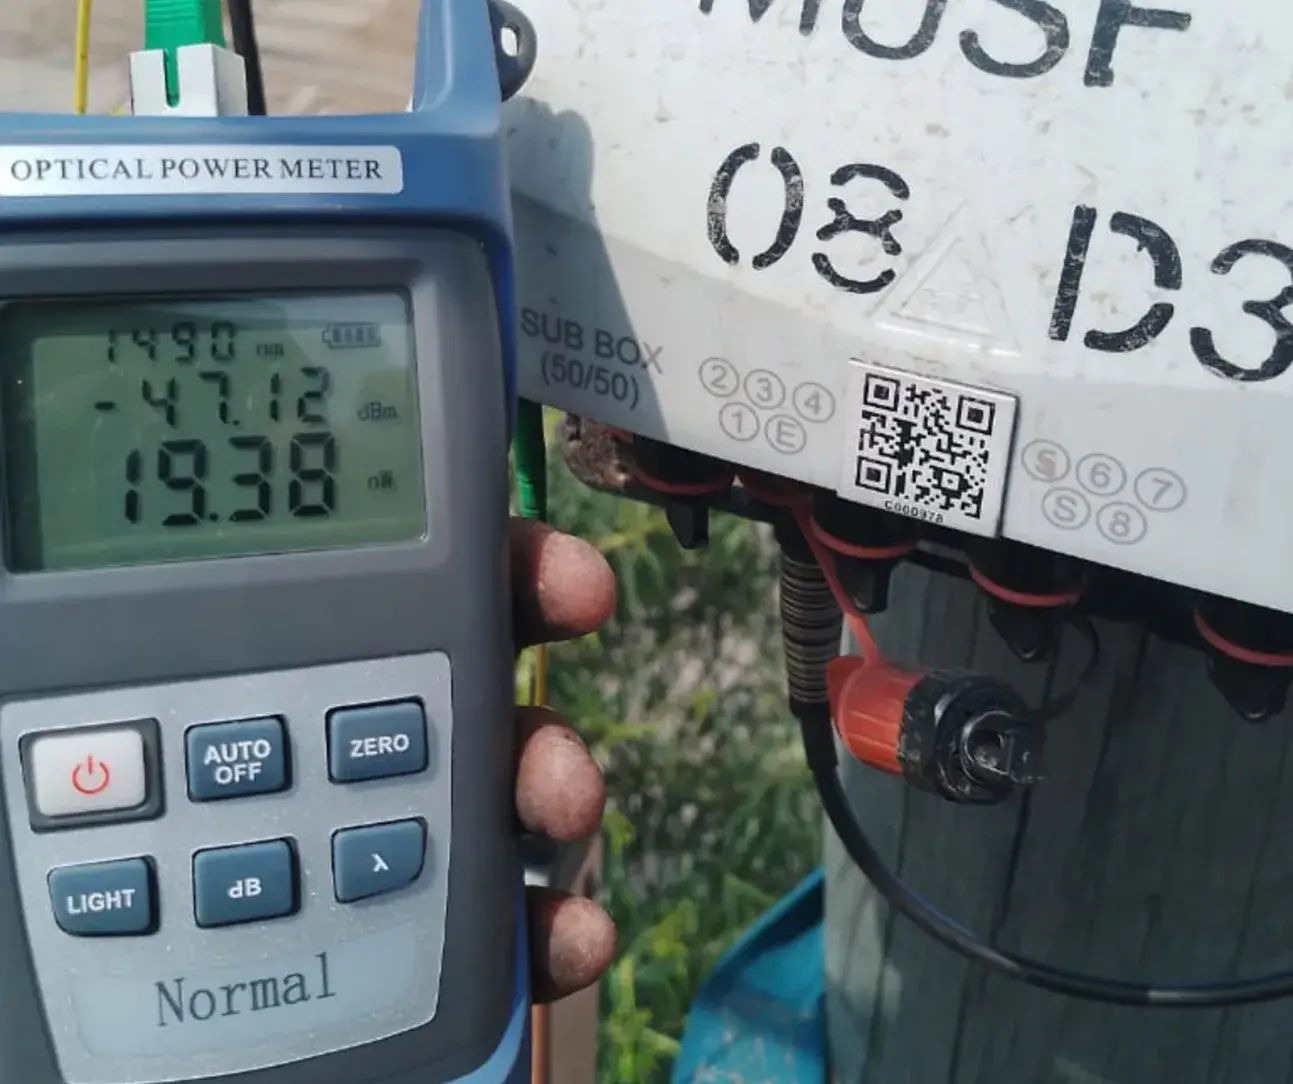 OPTICAL POWER METER
1490 nm
-47.12 dBm
19.38 nW
AUTO OFF
ZERO
LIGHT
dB
λ
Normal
MUSF
08 D3
SUB BOX
(50/50)
2 3 4
1 E
5 6 7
S 8
C000978